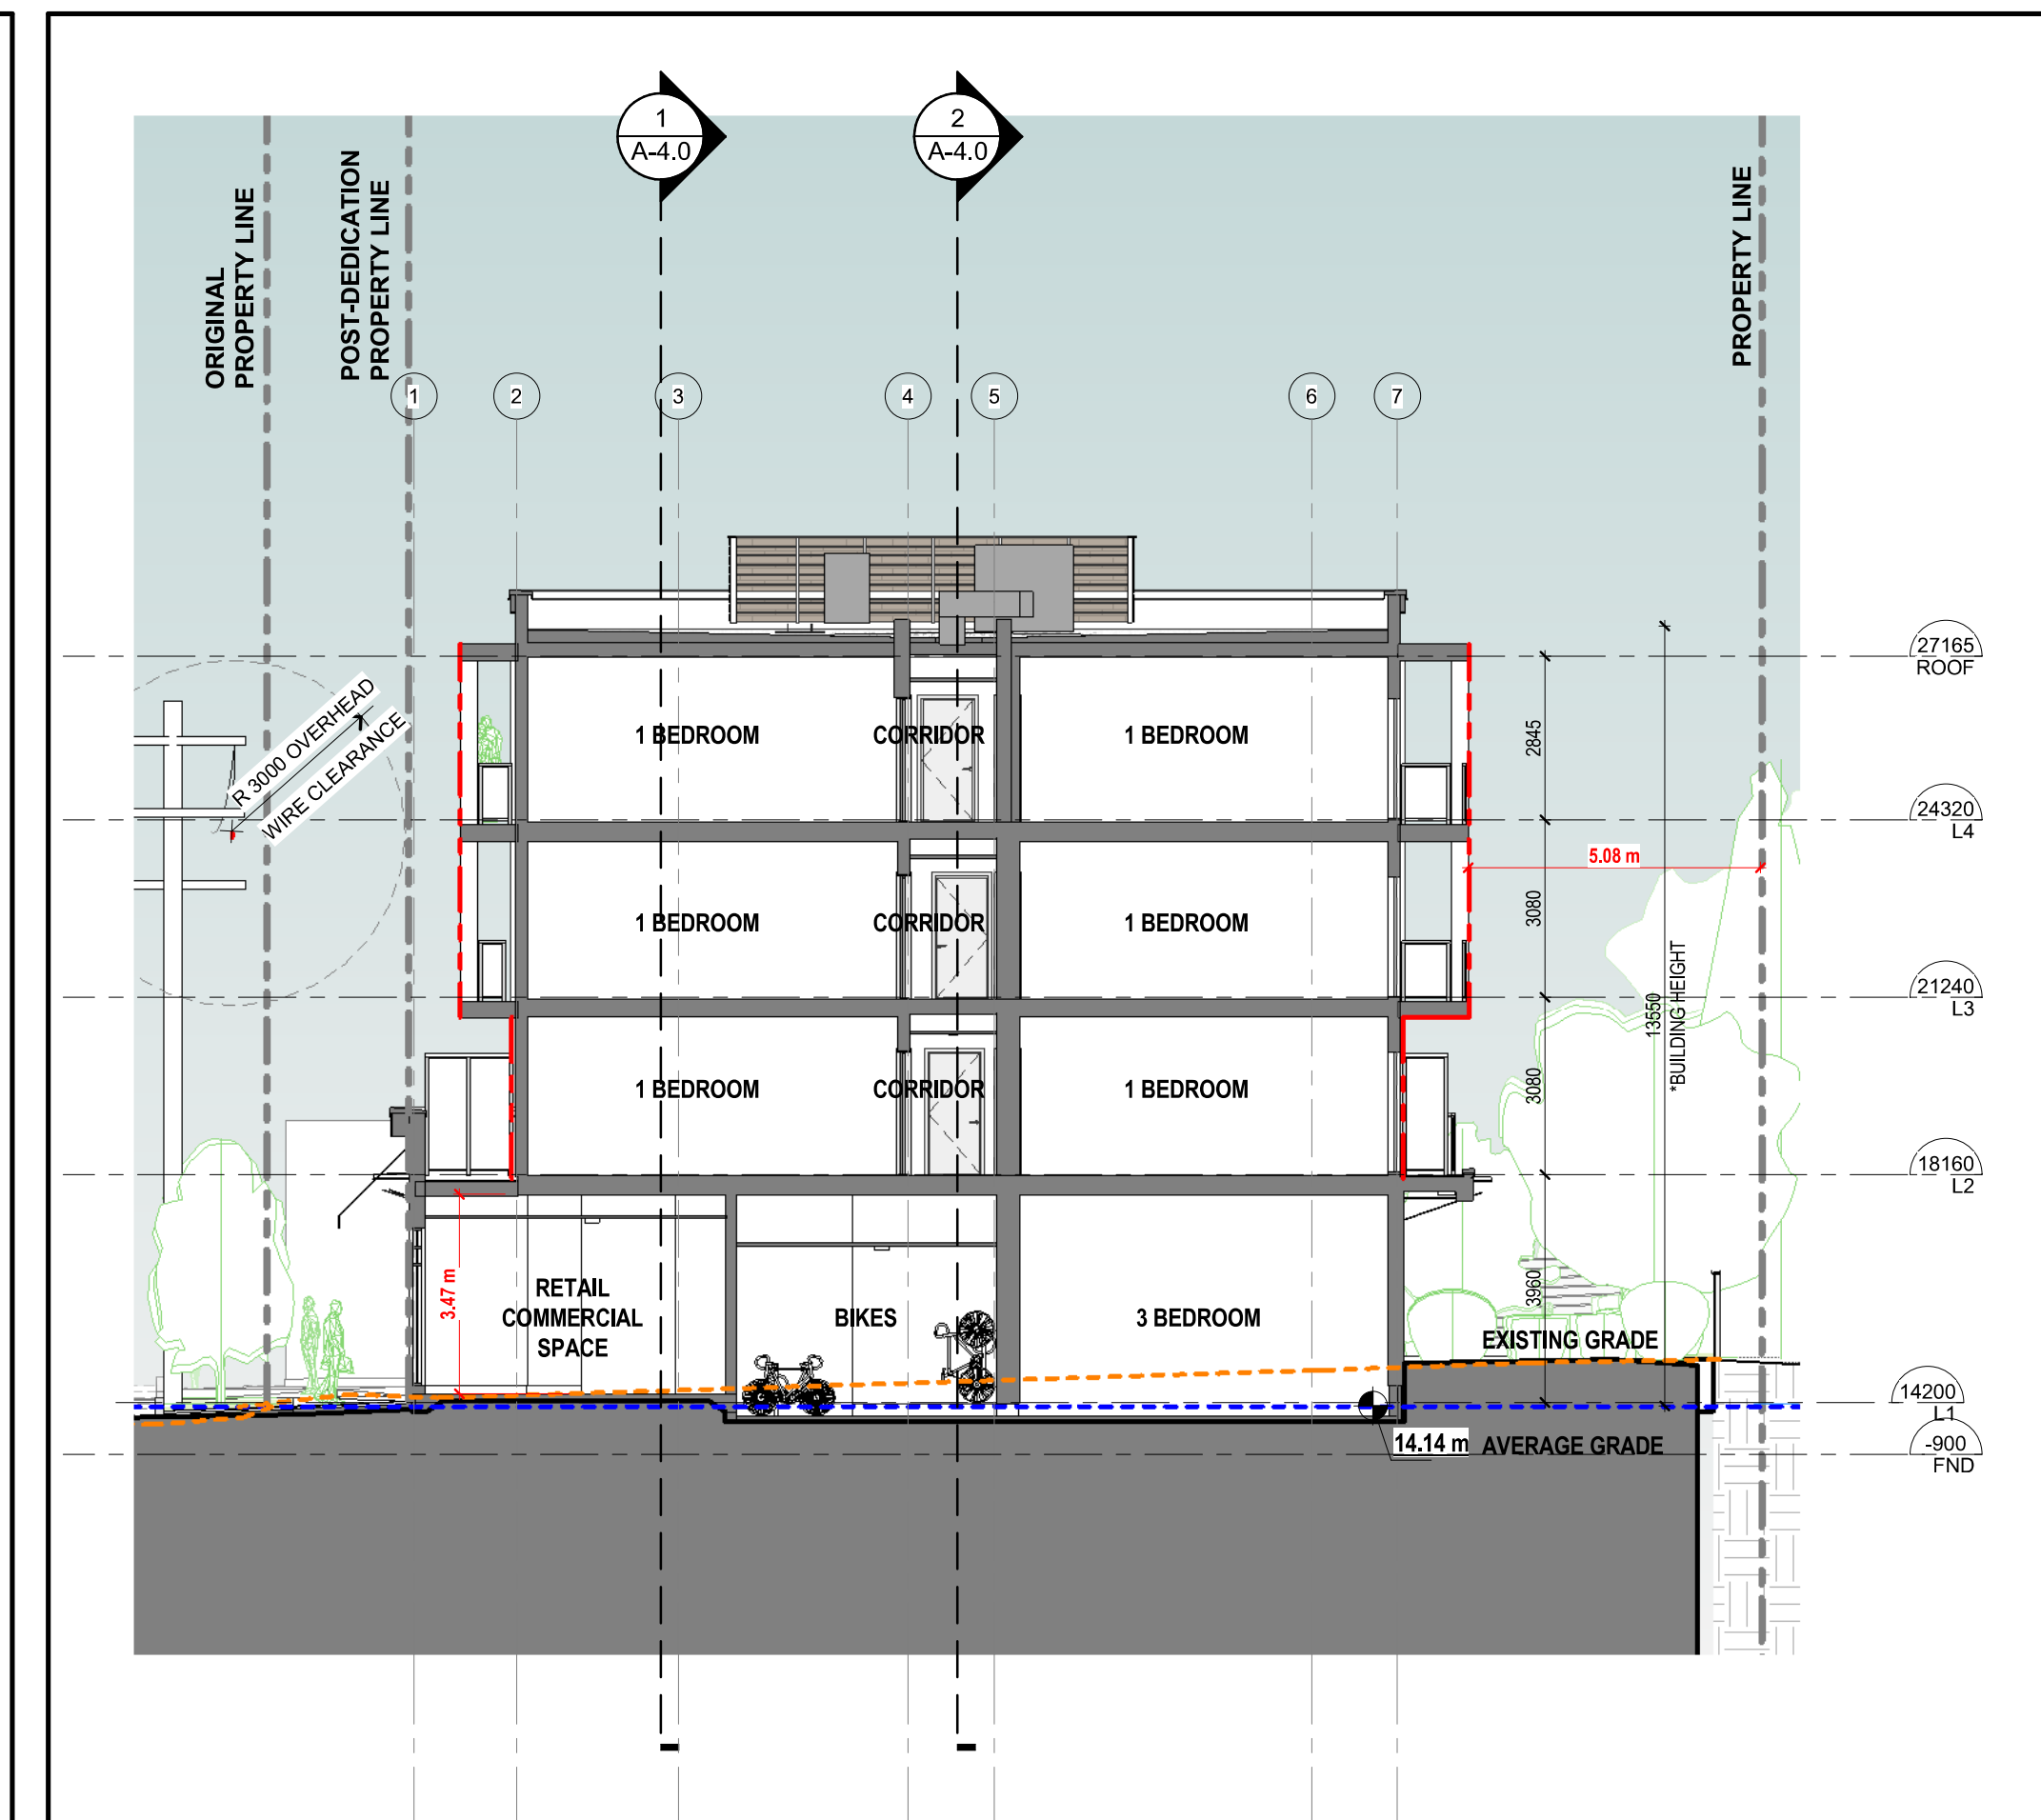 1
A-4.0
2
A-4.0
ORIGINAL
PROPERTY LINE
POST-DEDICATION
PROPERTY LINE
PROPERTY LINE
1
2
3
4
5
6
7
R 3000 OVERHEAD
WIRE CLEARANCE
27165
ROOF
1 BEDROOM
CORRIDOR
1 BEDROOM
2845
24320
L4
5.08 m
1 BEDROOM
CORRIDOR
1 BEDROOM
3080
21240
L3
13550
*BUILDING HEIGHT
1 BEDROOM
CORRIDOR
1 BEDROOM
3080
18160
L2
3.47 m
RETAIL
COMMERCIAL
SPACE
BIKES
3 BEDROOM
3960
EXISTING GRADE
14200
L1
14.14 m
AVERAGE GRADE
-900
FND